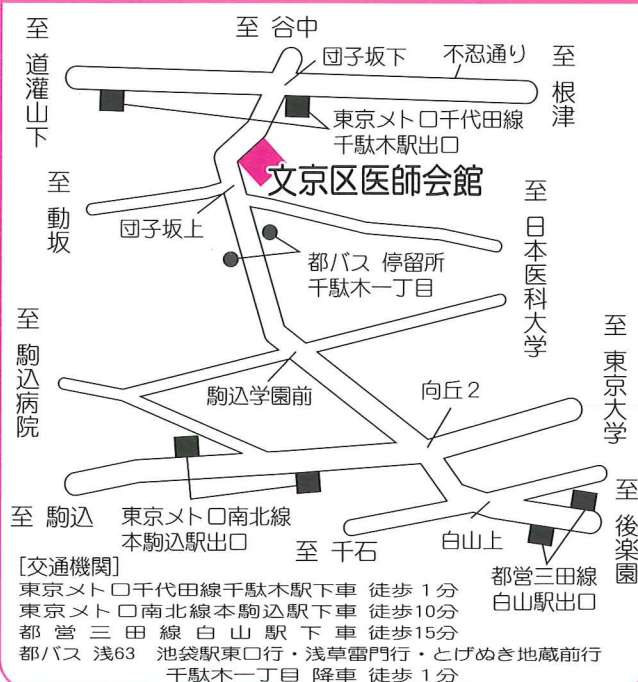 至 谷中
至 道灌山下
団子坂下
不忍通り
至 根津
東京メトロ千代田線
千駄木駅出口
文京区医師会館
至 動坂
団子坂上
至 日本医科大学
都バス 停留所
千駄木一丁目
至 駒込病院
駒込学園前
向丘2
至 東京大学
至 駒込
東京メトロ南北線
本駒込駅出口
至 千石
白山上
至 後楽園
都営三田線
白山駅出口
[交通機関]
東京メトロ千代田線千駄木駅下車 徒歩1分
東京メトロ南北線本駒込駅下車 徒歩10分
都営三田線白山駅下車 徒歩15分
都バス 浅63 池袋駅東口行・浅草雷門行・とげぬき地蔵前行
千駄木一丁目 降車 徒歩1分